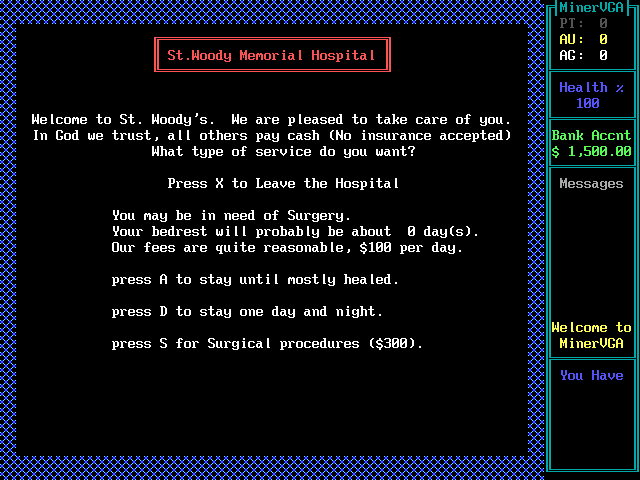 St.Woody Memorial Hospital
Welcome to St. Woody's.  We are pleased to take care of you.
In God we trust, all others pay cash (No insurance accepted)
What type of service do you want?
Press X to Leave the Hospital
You may be in need of Surgery.
Your bedrest will probably be about  0 day(s).
Our fees are quite reasonable, $100 per day.
press A to stay until mostly healed.
press D to stay one day and night.
press S for Surgical procedures ($300).
MinerVGA
PT:  0
AU:  0
AG:  0
Health %
100
Bank Accnt
$ 1,500.00
Messages
Welcome to
MinerVGA
You Have